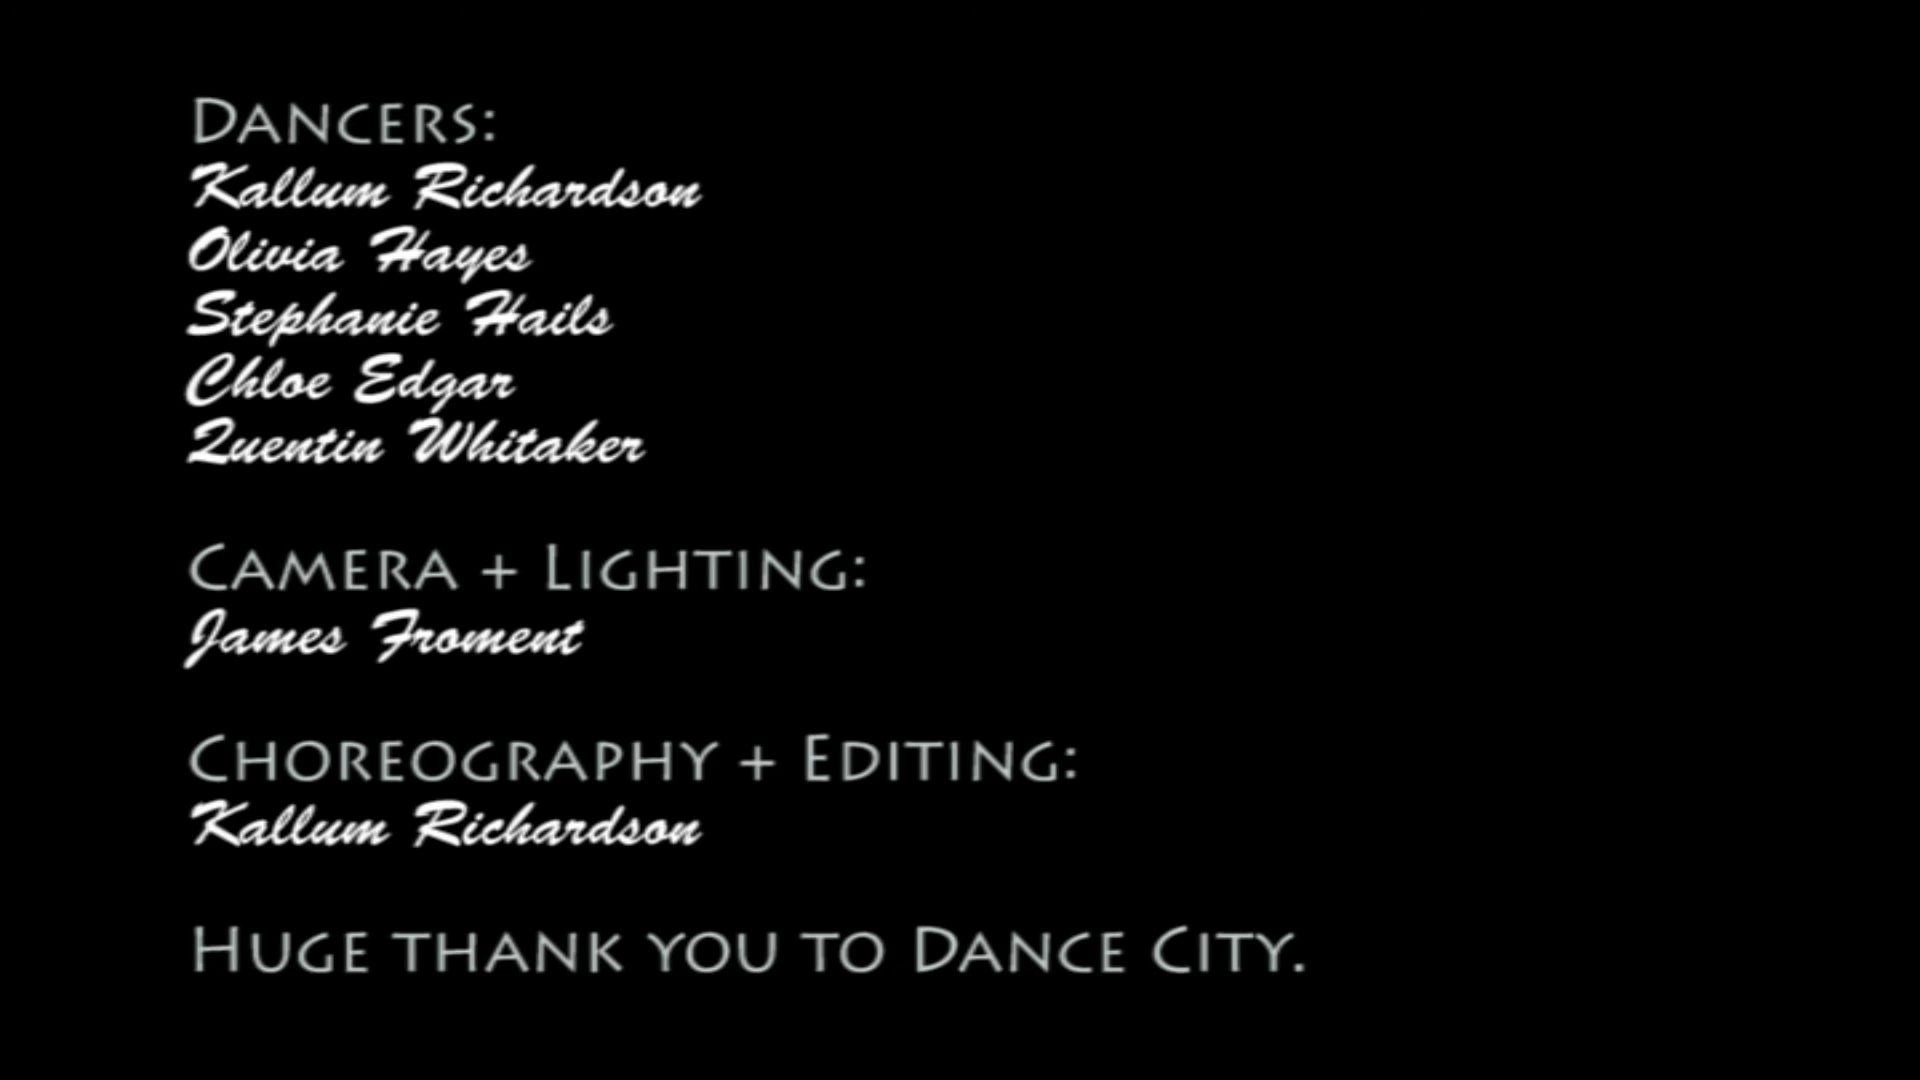 Dancers:
Kallum Richardson
Olivia Hayes
Stephanie Hails
Chloe Edgar
Quentin Whitaker
Camera + Lighting:
James Froment
Choreography + Editing:
Kallum Richardson
Huge thank you to Dance City.